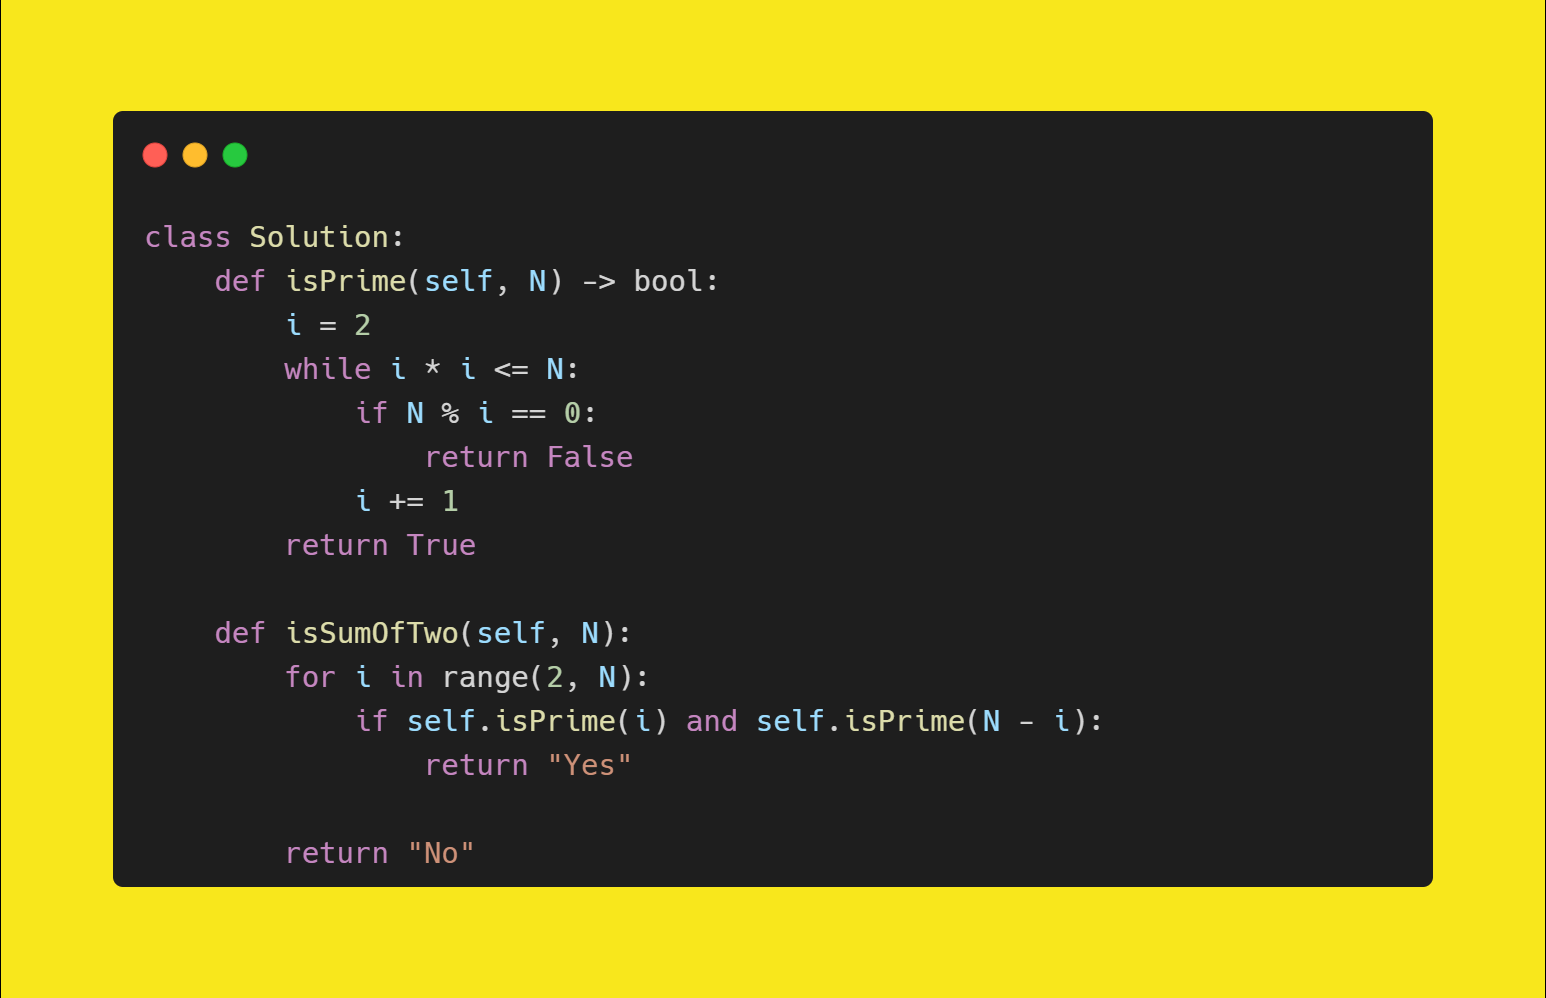 class Solution:
    def isPrime(self, N) -> bool:
        i = 2
        while i * i <= N:
            if N % i == 0:
                return False
            i += 1
        return True

    def isSumOfTwo(self, N):
        for i in range(2, N):
            if self.isPrime(i) and self.isPrime(N - i):
                return "Yes"

        return "No"